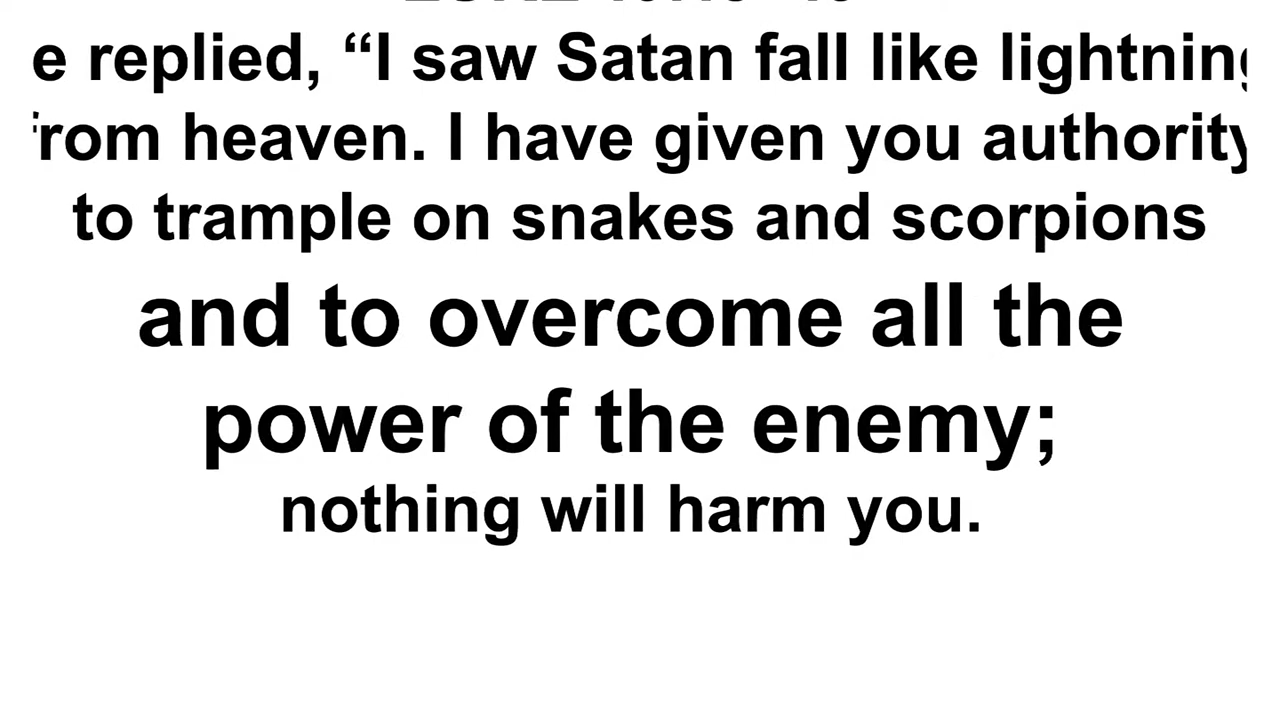 e replied, “I saw Satan fall like lightning
from heaven. I have given you authority
to trample on snakes and scorpions
and to overcome all the
power of the enemy;
nothing will harm you.